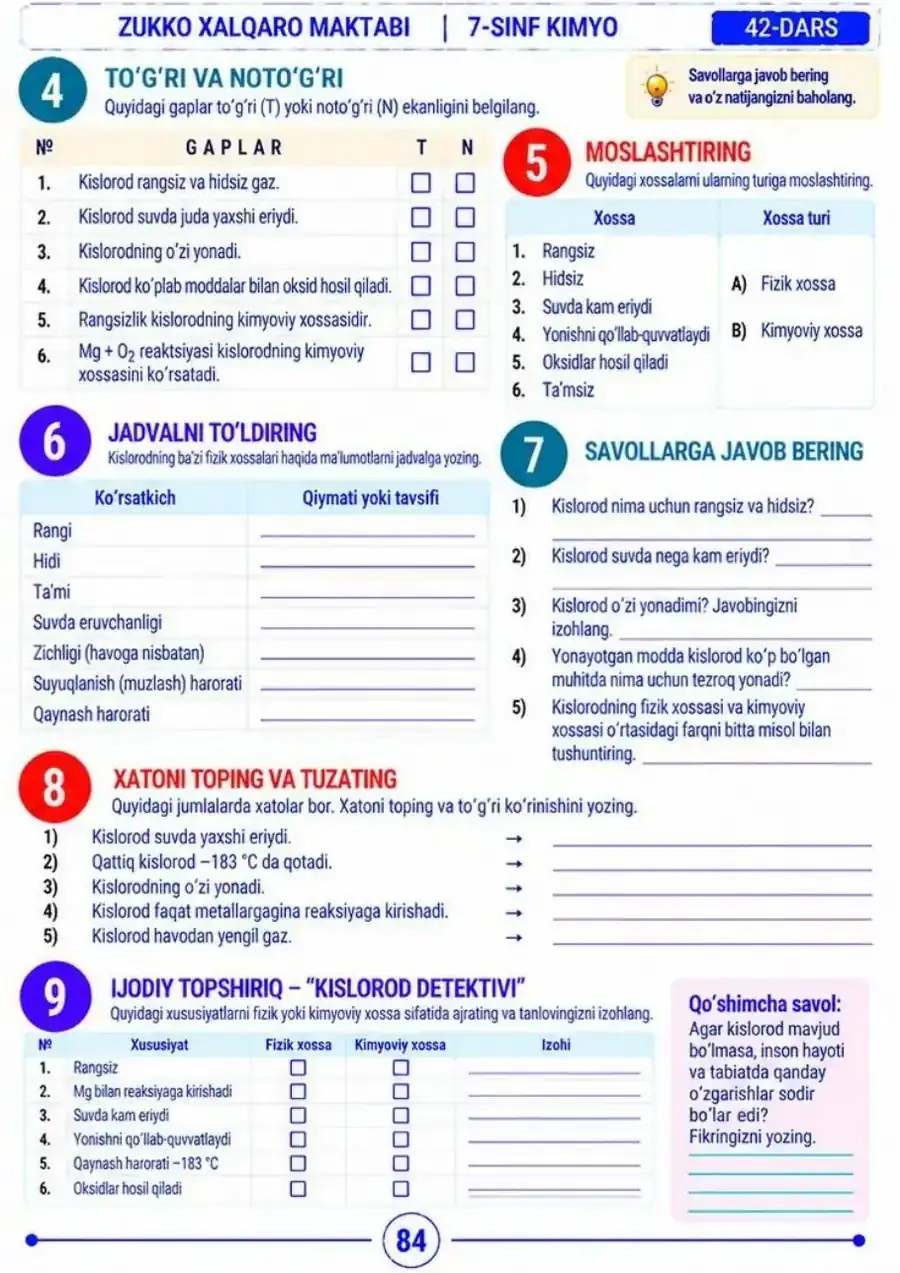 ZUKKO XALQARO MAKTABI | 7-SINF KIMYO
42-DARS
4
TO‘G‘RI VA NOTO‘G‘RI
Quyidagi gaplar to‘g‘ri (T) yoki noto‘g‘ri (N) ekanligini belgilang.
Savollarga javob bering
va o‘z natijangizni baholang.
№ GAPLAR T N
1. Kislorod rangsiz va hidsiz gaz.
2. Kislorod suvda juda yaxshi eriydi.
3. Kislorodning o‘zi yonadi.
4. Kislorod ko‘plab moddalar bilan oksid hosil qiladi.
5. Rangsizlik kislorodning kimyoviy xossasidir.
6. Mg + O₂ reaktsiyasi kislorodning kimyoviy
xossasini ko‘rsatadi.
5
MOSLASHTIRING
Quyidagi xossalarni ularning turiga moslashtiring.
Xossa Xossa turi
1. Rangsiz
2. Hidsiz
3. Suvda kam eriydi
4. Yonishni qo‘llab-quvvatlaydi
5. Oksidlar hosil qiladi
6. Ta’msiz
A) Fizik xossa
B) Kimyoviy xossa
6
JADVALNI TO‘LDIRING
Kislorodning ba’zi fizik xossalari haqida ma’lumotlarni jadvalga yozing.
Ko‘rsatkich Qiymati yoki tavsifi
Rangi
Hidi
Ta’mi
Suvda eruvchanligi
Zichligi (havoga nisbatan)
Suyuqlanish (muzlash) harorati
Qaynash harorati
7
SAVOLLARGA JAVOB BERING
1) Kislorod nima uchun rangsiz va hidsiz?
2) Kislorod suvda nega kam eriydi?
3) Kislorod o‘zi yonadimi? Javobingizni
izohlang.
4) Yonayotgan modda kislorod ko‘p bo‘lgan
muhitda nima uchun tezroq yonadi?
5) Kislorodning fizik xossasi va kimyoviy
xossasi o‘rtasidagi farqni bitta misol bilan
tushuntiring.
8
XATONI TOPING VA TUZATING
Quyidagi jumlalarda xatolar bor. Xatoni toping va to‘g‘ri ko‘rinishini yozing.
1) Kislorod suvda yaxshi eriydi. →
2) Qattiq kislorod –183 °C da qotadi. →
3) Kislorodning o‘zi yonadi. →
4) Kislorod faqat metallargagina reaksiyaga kirishadi. →
5) Kislorod havodan yengil gaz. →
9
IJODIY TOPSHIRIQ – “KISLOROD DETEKTIVI”
Quyidagi xususiyatlarni fizik yoki kimyoviy xossa sifatida ajrating va tanlovingizni izohlang.
№ Xususiyat Fizik xossa Kimyoviy xossa Izohi
1. Rangsiz
2. Mg bilan reaksiyaga kirishadi
3. Suvda kam eriydi
4. Yonishni qo‘llab-quvvatlaydi
5. Qaynash harorati –183 °C
6. Oksidlar hosil qiladi
Qo‘shimcha savol:
Agar kislorod mavjud
bo‘lmasa, inson hayoti
va tabiatda qanday
o‘zgarishlar sodir
bo‘lar edi?
Fikringizni yozing.
84